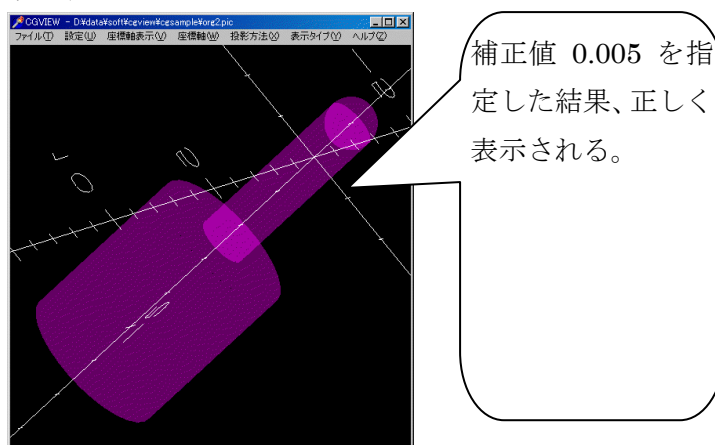 CGVIEW - D:¥data¥soft¥cgview¥cgsample¥org2.pic
ファイル(T) 設定(U) 座標軸表示(V) 座標軸(W) 投影方法(X) 表示タイプ(Y) ヘルプ(Z)
補正値 0.005 を指
定した結果、正しく
表示される。